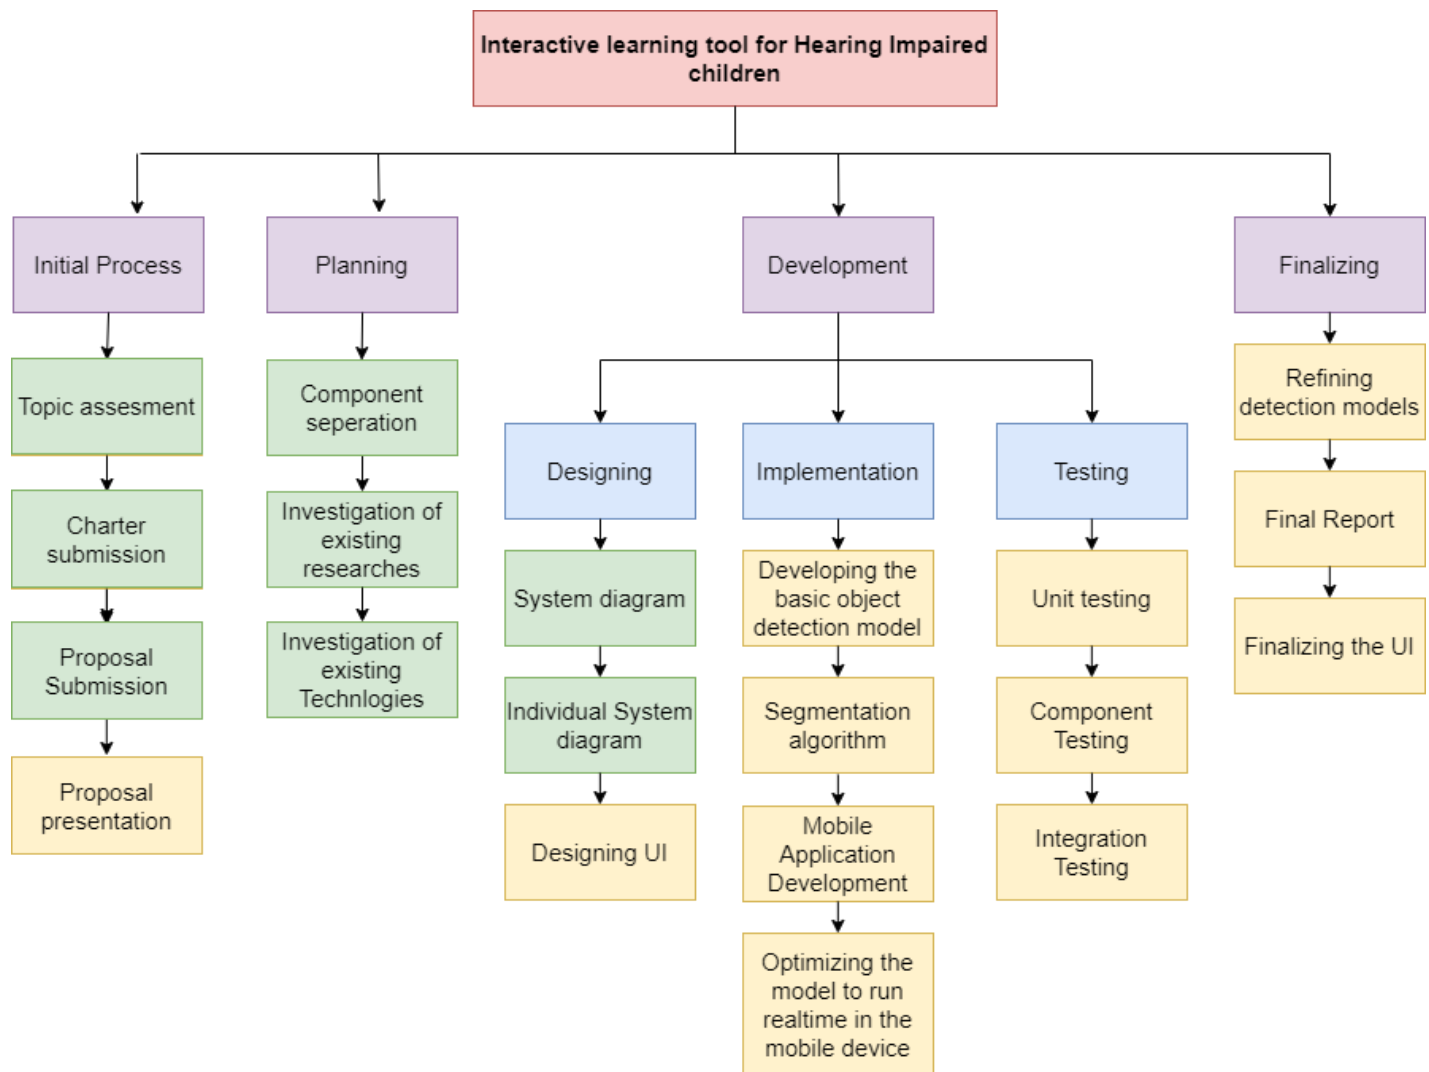 Interactive learning tool for Hearing Impaired
children
Initial Process
Planning
Development
Finalizing
Topic assesment
Charter
submission
Proposal
Submission
Proposal
presentation
Component
seperation
Investigation of
existing
researches
Investigation of
existing
Technlogies
Designing
System diagram
Individual System
diagram
Designing UI
Implementation
Developing the
basic object
detection model
Segmentation
algorithm
Mobile
Application
Development
Optimizing the
model to run
realtime in the
mobile device
Testing
Unit testing
Component
Testing
Integration
Testing
Refining
detection models
Final Report
Finalizing the UI